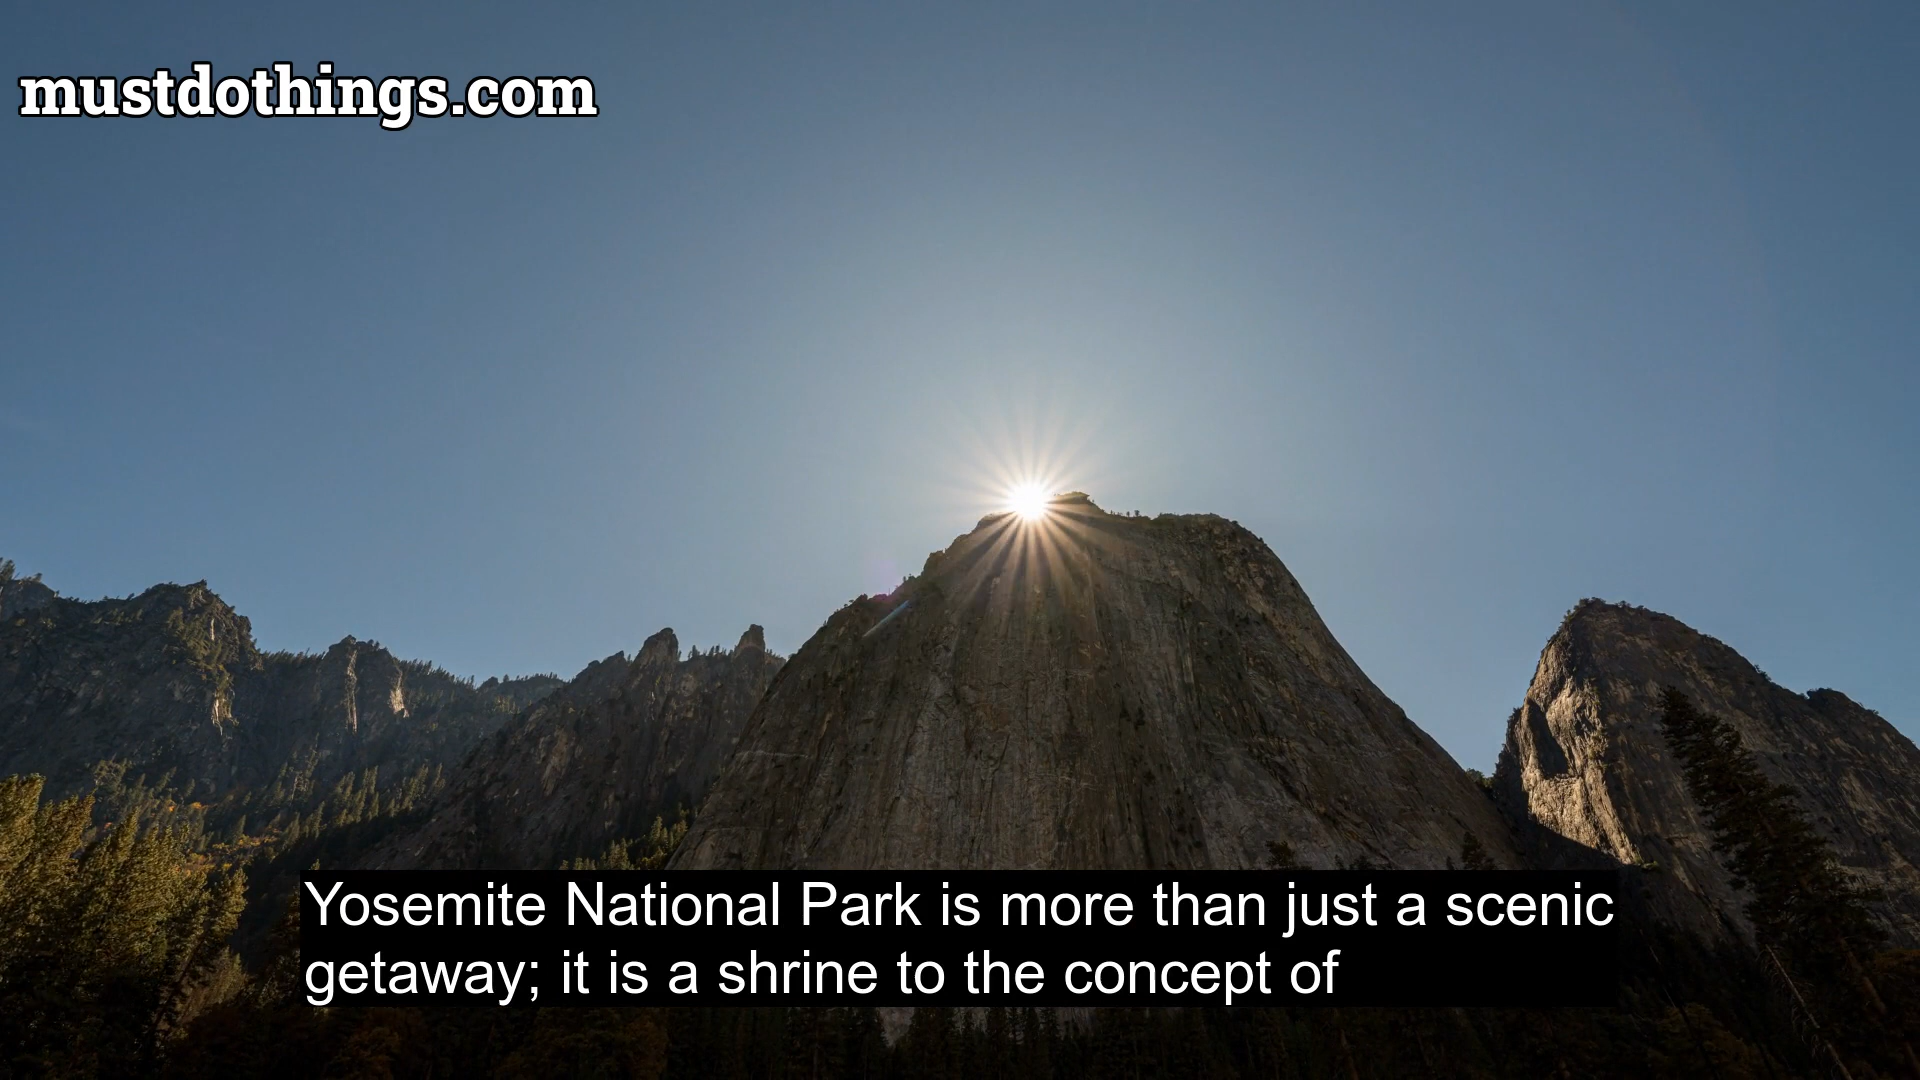 mustdothings.com
Yosemite National Park is more than just a scenic
getaway; it is a shrine to the concept of